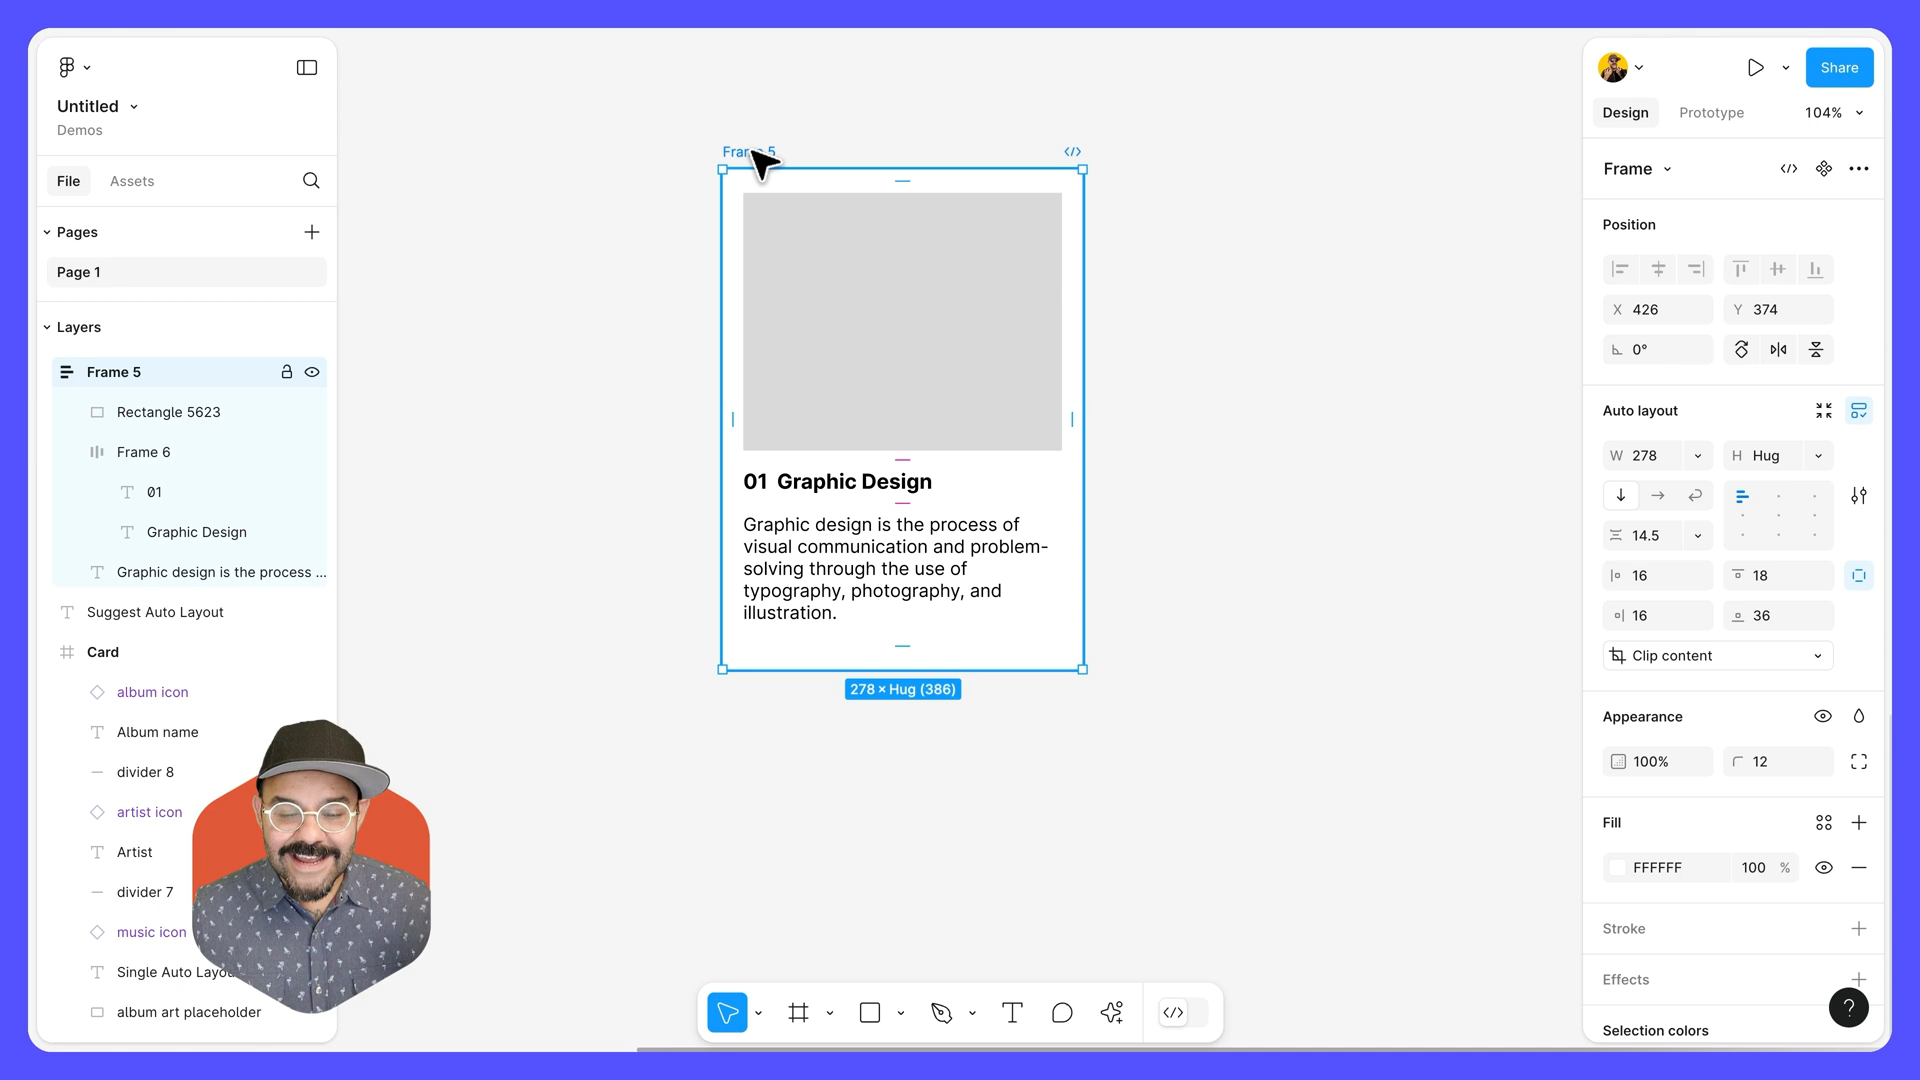 Untitled
Demos
File
Assets
Pages
Page 1
Layers
Frame 5
Rectangle 5623
Frame 6
01
Graphic Design
Graphic design is the process ...
Suggest Auto Layout
Card
album icon
Album name
divider 8
artist icon
Artist
divider 7
music icon
Single Auto Layou
album art placeholder
Frame 5
01 Graphic Design
Graphic design is the process of
visual communication and problem-
solving through the use of
typography, photography, and
illustration.
278 × Hug (386)
Share
Design
Prototype
104%
Frame
Position
X 426
Y 374
0°
Auto layout
W 278
H Hug
14.5
16
18
16
36
Clip content
Appearance
100%
12
Fill
FFFFFF
100 %
Stroke
Effects
?
Selection colors